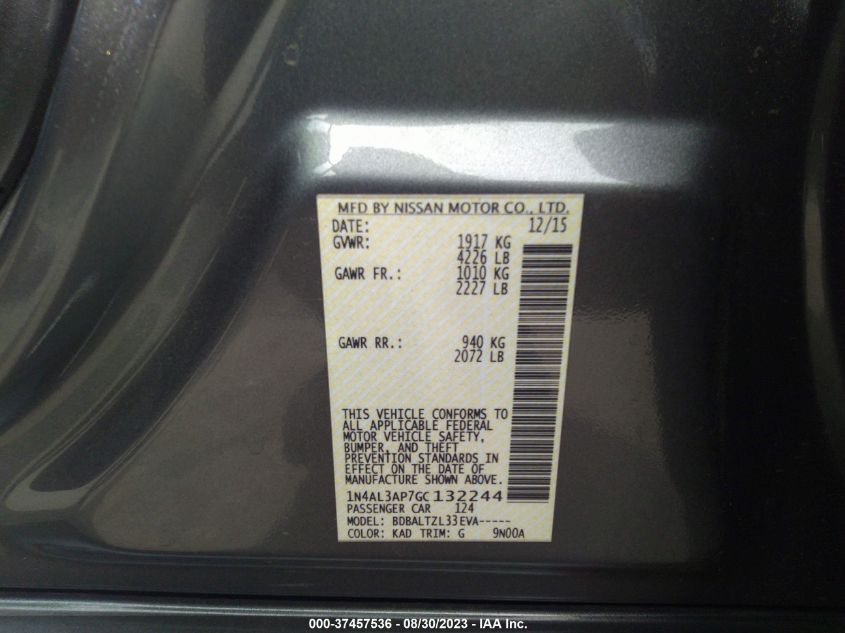 MFD BY NISSAN MOTOR CO., LTD.
DATE: 12/15
GVWR: 1917 KG
4226 LB
GAWR FR.: 1010 KG
2227 LB
GAWR RR.: 940 KG
2072 LB
THIS VEHICLE CONFORMS TO
ALL APPLICABLE FEDERAL
MOTOR VEHICLE SAFETY,
BUMPER, AND THEFT
PREVENTION STANDARDS IN
EFFECT ON THE DATE OF
MANUFACTURE SHOWN ABOVE.
1N4AL3AP7GC132244
PASSENGER CAR 124
MODEL: BDBALTZL33EVA-----
COLOR: KAD TRIM: G 9N00A
000-37457536 - 08/30/2023 - IAA Inc.